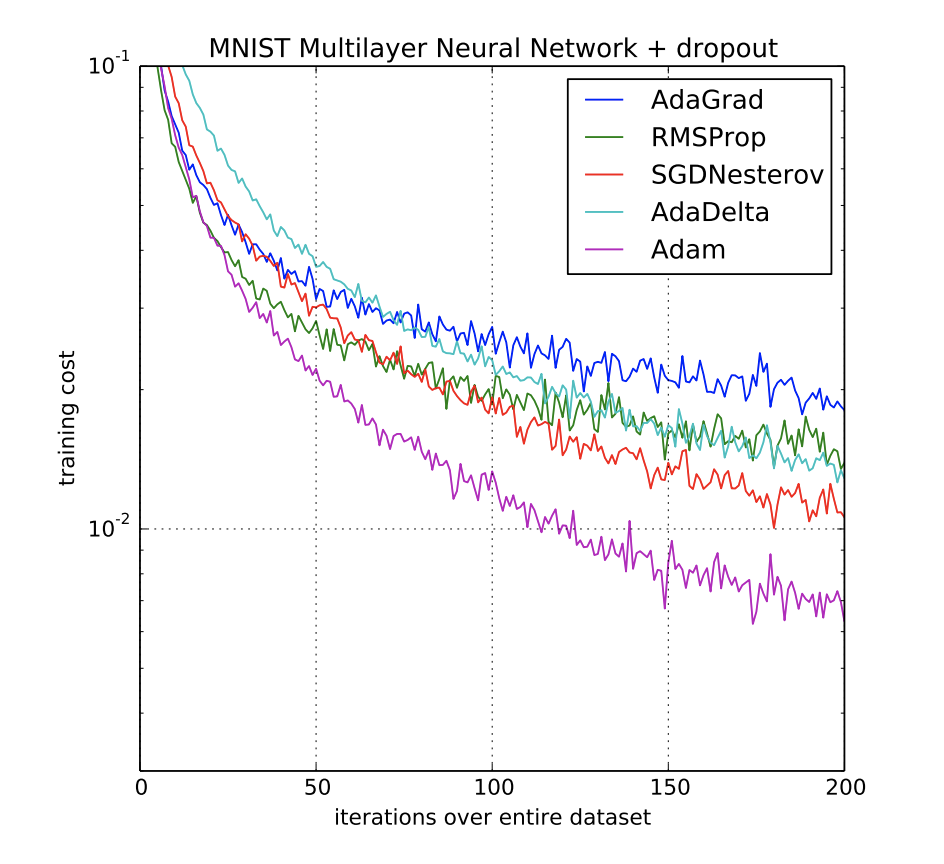 MNIST Multilayer Neural Network + dropout
10^-1
AdaGrad
RMSProp
SGDNesterov
AdaDelta
Adam
training cost
10^-2
0 50 100 150 200
iterations over entire dataset